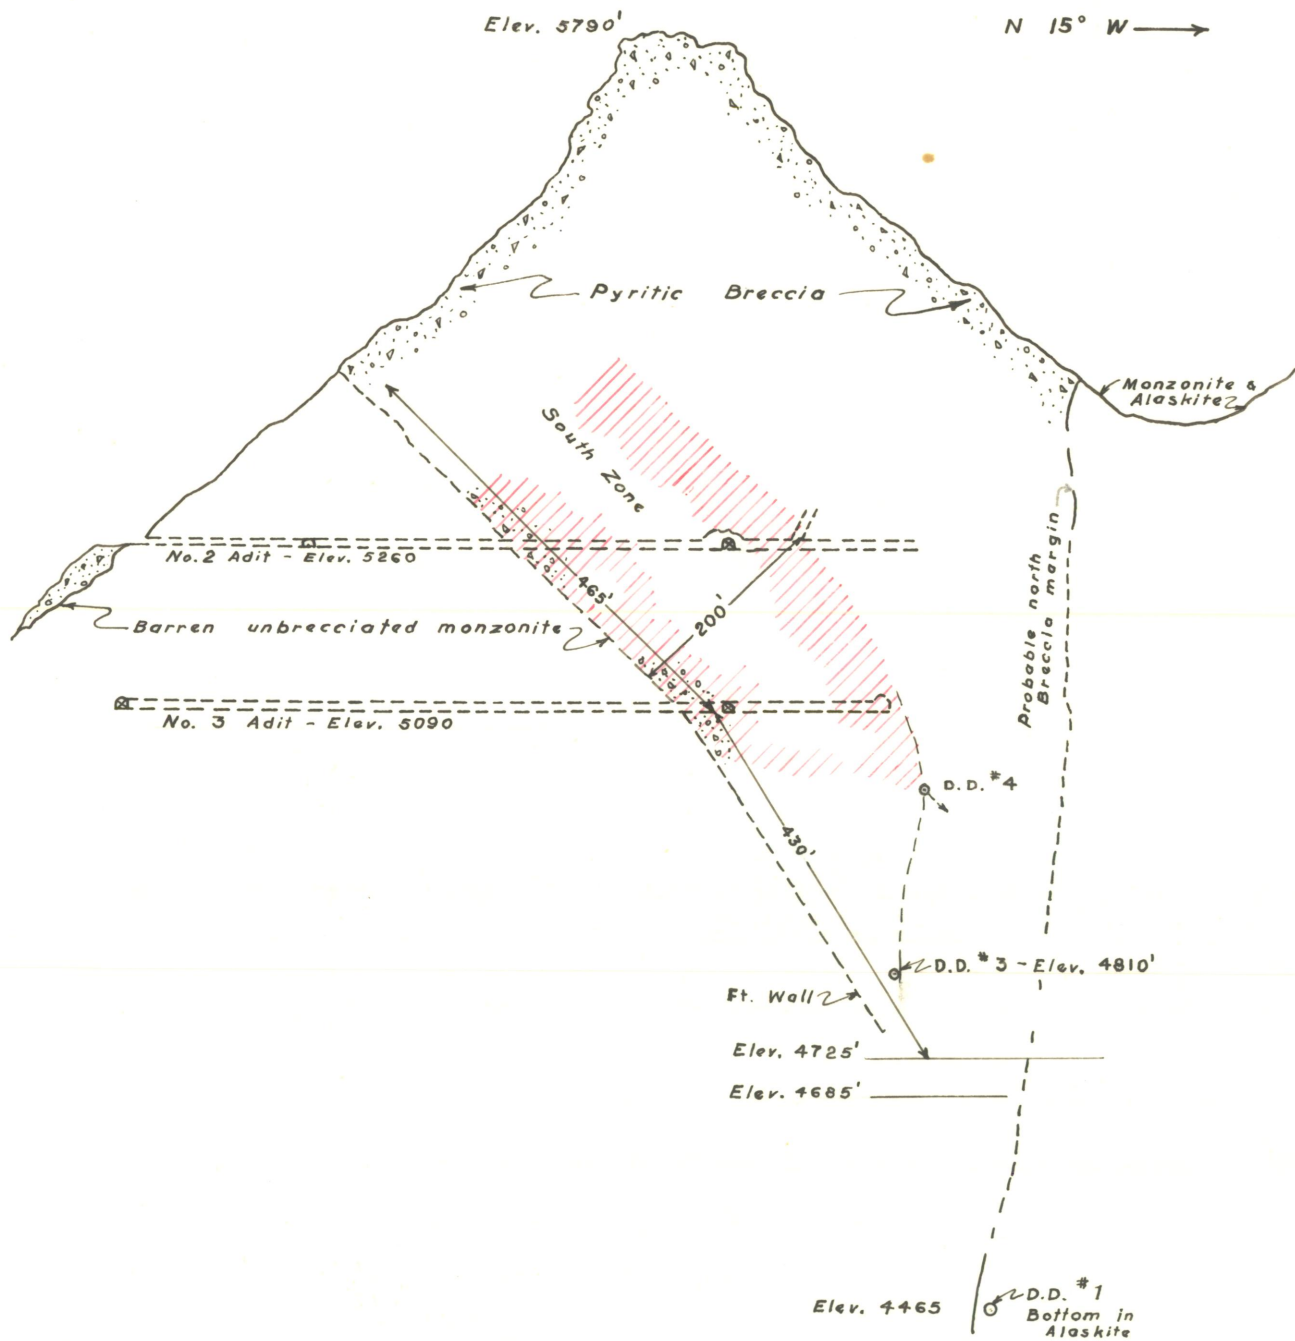 Elev. 5790'
N 15° W
Pyritic Breccia
Monzonite &
Alaskite
South Zone
No. 2 Adit - Elev. 5260
465'
200'
Barren unbrecciated monzonite
Probable north
Breccia margin
No. 3 Adit - Elev. 5090
D.D. #4
430'
D.D. #3 - Elev. 4810'
Ft. Wall
Elev. 4725'
Elev. 4685'
Elev. 4465
D.D. #1
Bottom in
Alaskite